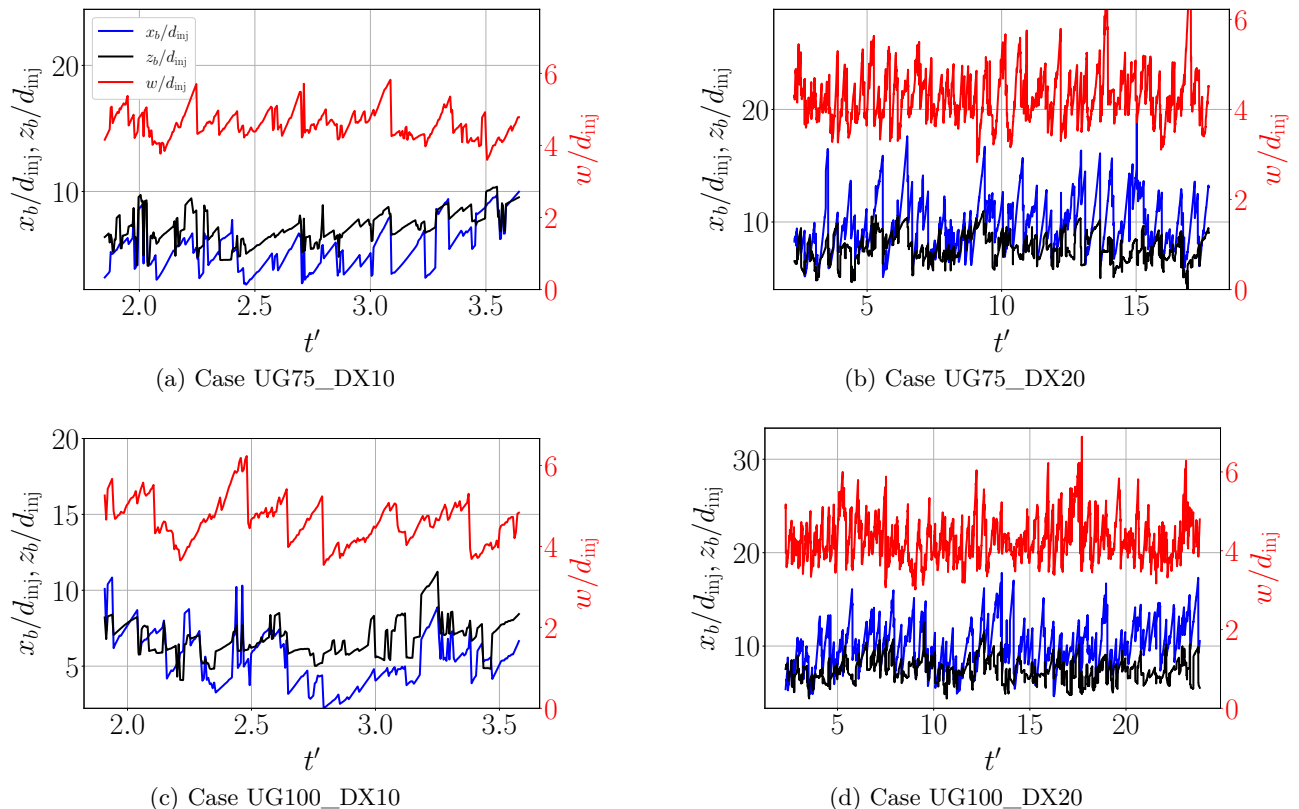 x_b/d_inj
z_b/d_inj
w/d_inj
20
10
x_b/d_inj, z_b/d_inj
6
4
2
0
w/d_inj
2.0 2.5 3.0 3.5
t′
(a) Case UG75_DX10
20
10
x_b/d_inj, z_b/d_inj
6
4
2
0
w/d_inj
5 10 15
t′
(b) Case UG75_DX20
20
15
10
5
x_b/d_inj, z_b/d_inj
6
4
2
0
w/d_inj
2.0 2.5 3.0 3.5
t′
(c) Case UG100_DX10
30
20
10
x_b/d_inj, z_b/d_inj
6
4
2
0
w/d_inj
5 10 15 20
t′
(d) Case UG100_DX20